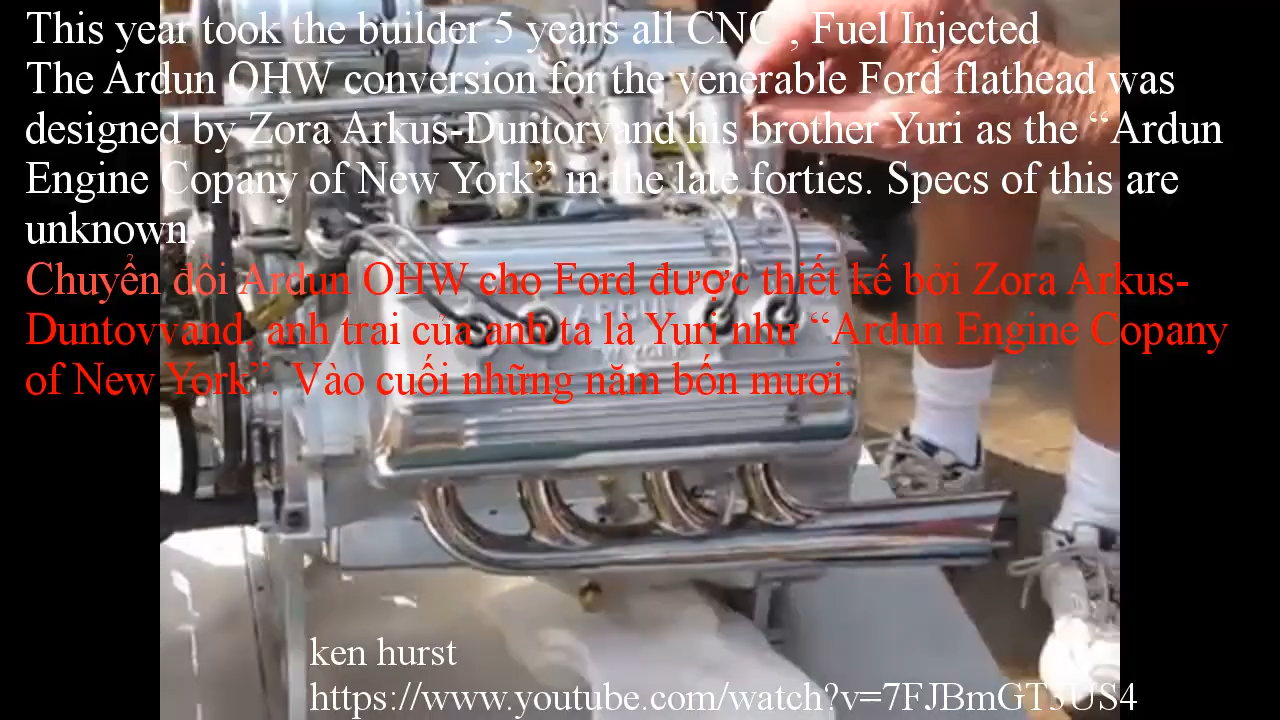 This year took the builder 5 years all CNC , Fuel Injected
The Ardun OHW conversion for the venerable Ford flathead was
designed by Zora Arkus-Duntorvand his brother Yuri as the “Ardun
Engine Copany of New York” in the late forties. Specs of this are
unknown.
Chuyển đổi Ardun OHW cho Ford được thiết kế bởi Zora Arkus-
Duntovvand, anh trai của anh ta là Yuri như “Ardun Engine Copany
of New York”. Vào cuối những năm bốn mươi.
ARDUN
ken hurst
https://www.youtube.com/watch?v=7FJBmGT5US4